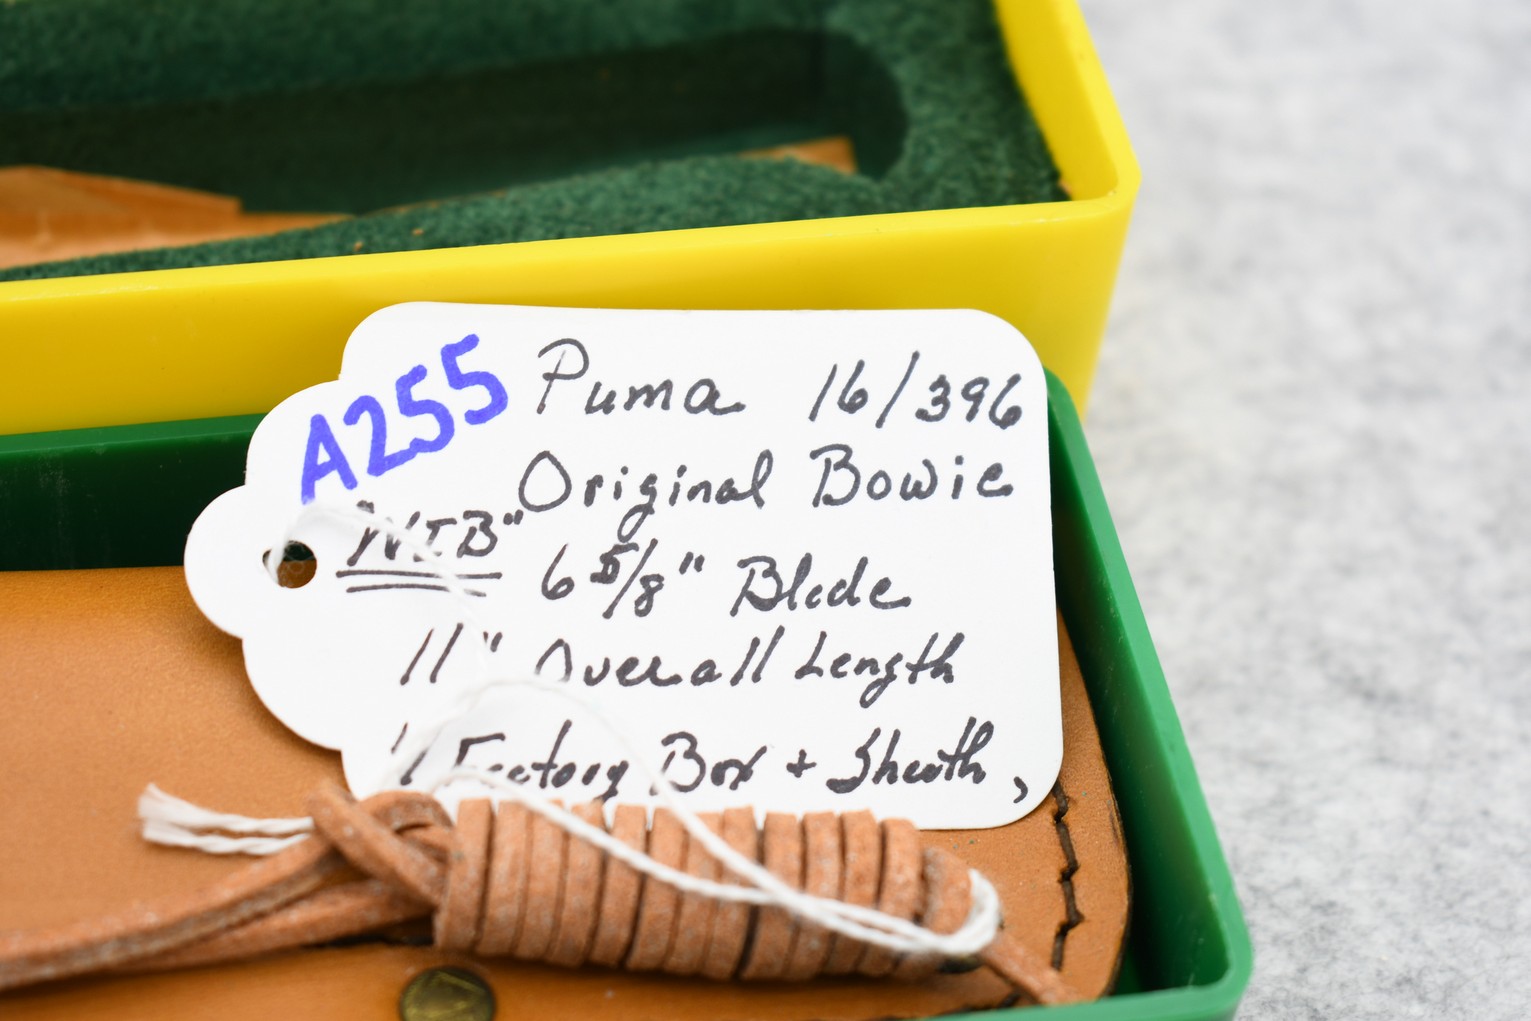 A255
Puma 16/396
Original Bowie
"NIB" 6 5/8" Blade
11" Overall Length
Factory Box + Sheath,